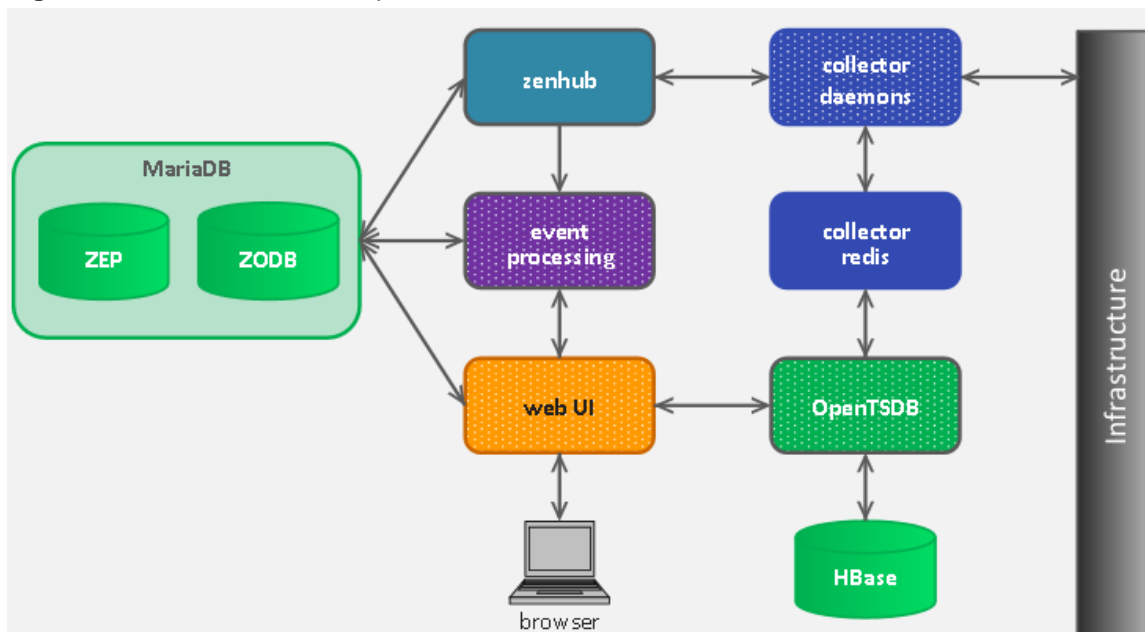 zenhub
collector
daemons
MariaDB
ZEP
ZODB
event
processing
collector
redis
web UI
OpenTSDB
HBase
browser
Infrastructure